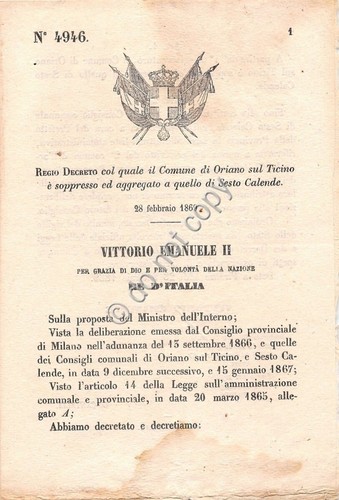 N° 4946.
1
REGIO DECRETO col quale il Comune di Oriano sul Ticino
è soppresso ed aggregato a quello di Sesto Calende.
28 febbraio 1869.
VITTORIO EMANUELE II
PER GRAZIA DI DIO E PER VOLONTÀ DELLA NAZIONE
RE D'ITALIA
Sulla proposta del Ministro dell'Interno;
Vista la deliberazione emessa dal Consiglio provinciale
di Milano nell'adunanza del 15 settembre 1866, e quelle
dei Consigli comunali di Oriano sul Ticino e Sesto Ca-
lende, in data 9 dicembre successivo, e 15 gennaio 1867;
Visto l'articolo 14 della Legge sull'amministrazione
comunale e provinciale, in data 20 marzo 1865, alle-
gato A;
Abbiamo decretato e decretiamo:
do not copy